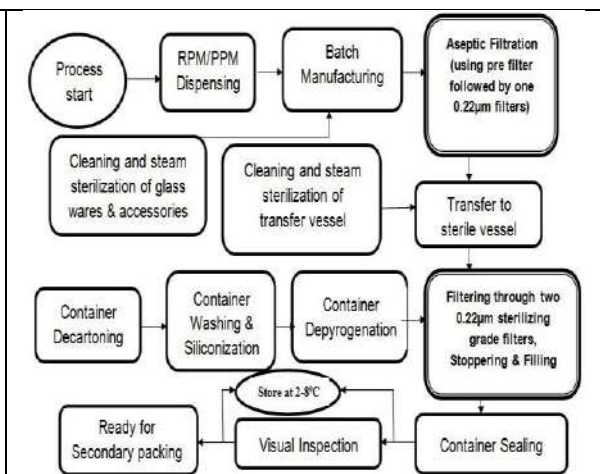 Process
start
RPM/PPM
Dispensing
Batch
Manufacturing
Aseptic Filtration
(using pre filter
followed by one
0.22µm filters)
Cleaning and steam
sterilization of glass
wares & accessories
Cleaning and steam
sterilization of
transfer vessel
Transfer to
sterile vessel
Container
Decartoning
Container
Washing &
Siliconization
Container
Depyrogenation
Filtering through two
0.22µm sterilizing
grade filters,
Stoppering & Filling
Store at 2-8⁰C
Ready for
Secondary packing
Visual Inspection
Container Sealing